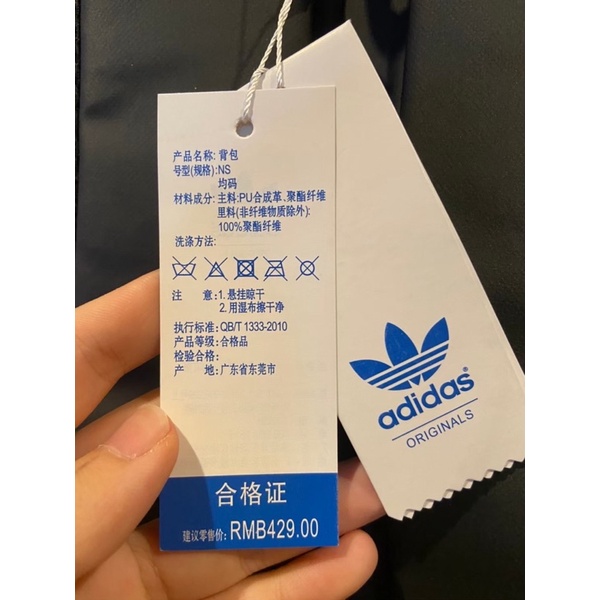 产品名称: 背包
号型(规格): NS
均码
材料成分: 主料:PU合成革、聚酯纤维
里料(非纤维物质除外):
100%聚酯纤维
洗涤方法:
注 意: 1. 悬挂晾干
2. 用湿布擦干净
执行标准: QB/T 1333-2010
产品等级: 合格品
检验合格:
产 地: 广东省东莞市
合格证
建议零售价: RMB429.00
adidas®
ORIGINALS